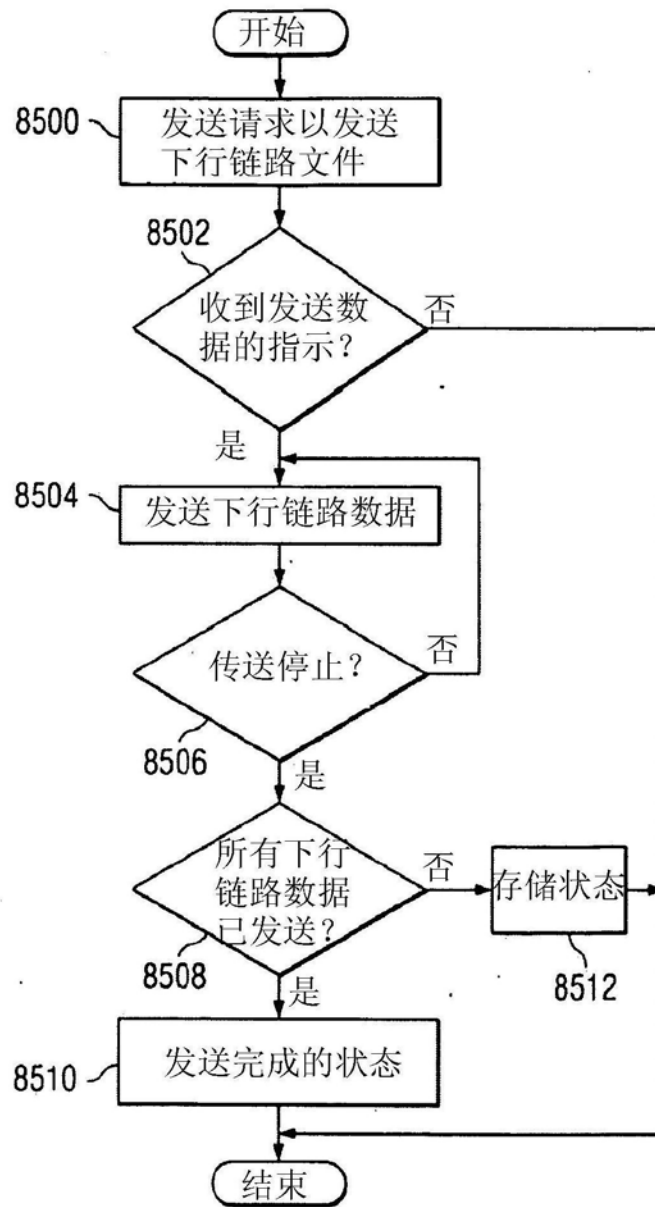 开始
8500
发送请求以发送
下行链路文件
8502
收到发送数
据的指示？
否
是
8504
发送下行链路数据
传送停止？
否
8506
是
所有下行
链路数据
已发送？
否
存储状态
8508
8512
是
8510
发送完成的状态
结束